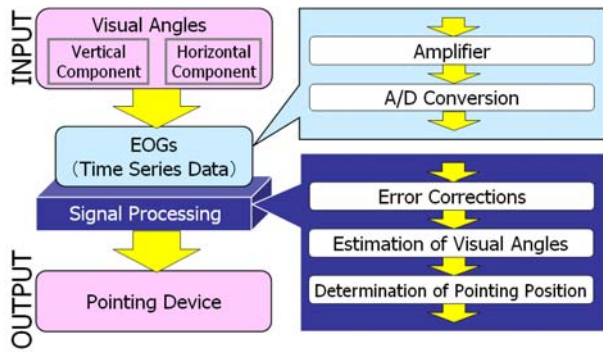 INPUT
Visual Angles
Vertical
Component
Horizontal
Component
EOGs
(Time Series Data)
Signal Processing
OUTPUT
Pointing Device
Amplifier
A/D Conversion
Error Corrections
Estimation of Visual Angles
Determination of Pointing Position